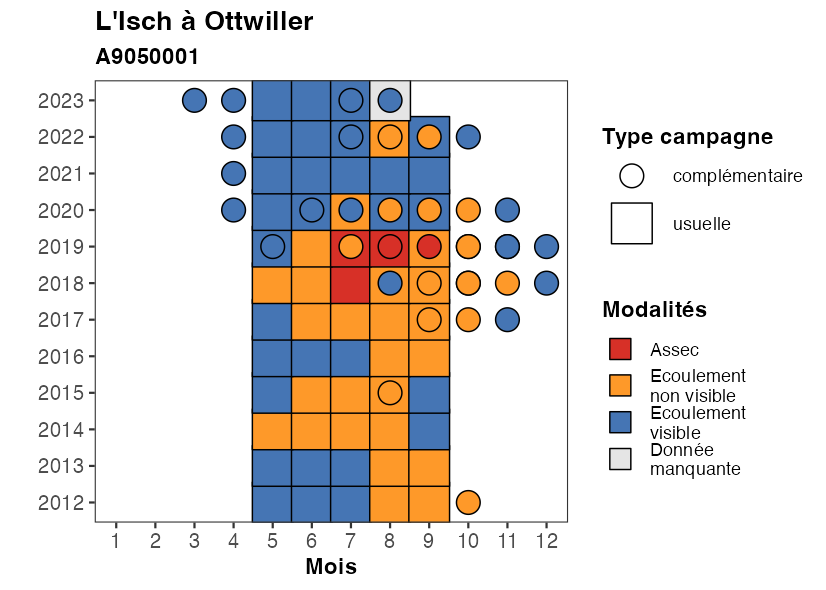 L'Isch à Ottwiller
A9050001
2023
2022
2021
2020
2019
2018
2017
2016
2015
2014
2013
2012
1 2 3 4 5 6 7 8 9 10 11 12
Mois
Type campagne
complémentaire
usuelle
Modalités
Assec
Ecoulement
non visible
Ecoulement
visible
Donnée
manquante